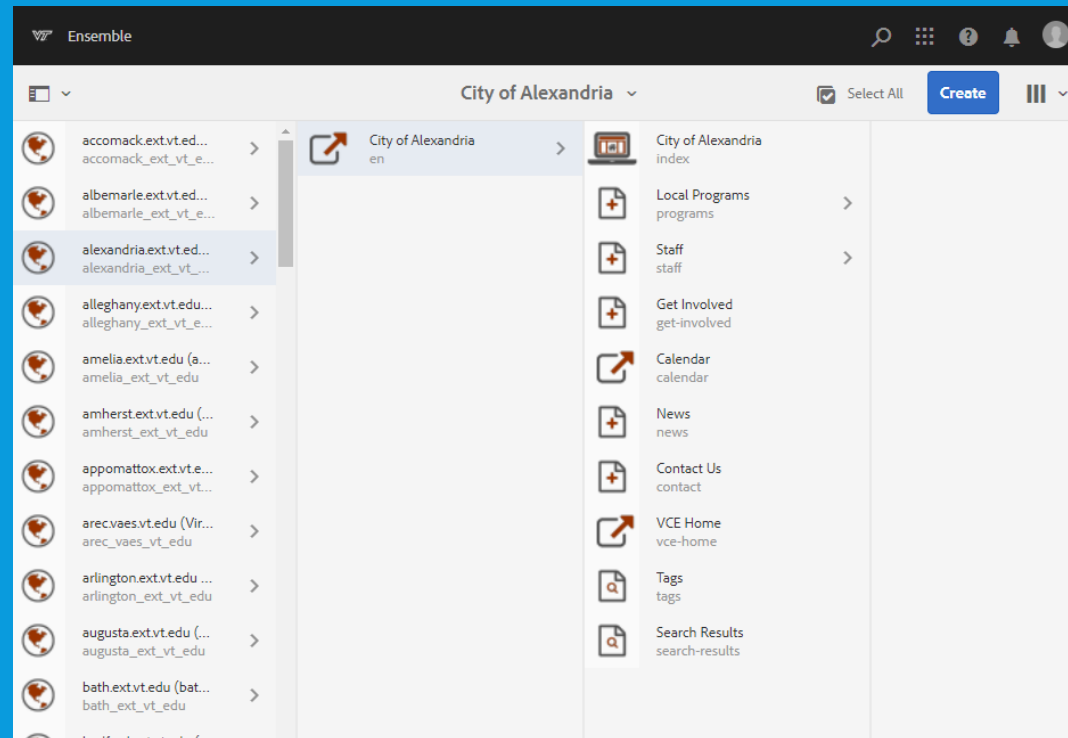 VT Ensemble
City of Alexandria
Select All
Create
accomack.ext.vt.ed...
accomack_ext_vt_e...
albemarle.ext.vt.ed...
albemarle_ext_vt_e...
alexandria.ext.vt.ed...
alexandria_ext_vt_...
alleghany.ext.vt.edu...
alleghany_ext_vt_e...
amelia.ext.vt.edu (a...
amelia_ext_vt_edu
amherst.ext.vt.edu (...
amherst_ext_vt_edu
appomattox.ext.vt.e...
appomattox_ext_vt...
arec.vaes.vt.edu (Vir...
arec_vaes_vt_edu
arlington.ext.vt.edu ...
arlington_ext_vt_edu
augusta.ext.vt.edu (...
augusta_ext_vt_edu
bath.ext.vt.edu (bat...
bath_ext_vt_edu
City of Alexandria
en
City of Alexandria
index
Local Programs
programs
Staff
staff
Get Involved
get-involved
Calendar
calendar
News
news
Contact Us
contact
VCE Home
vce-home
Tags
tags
Search Results
search-results